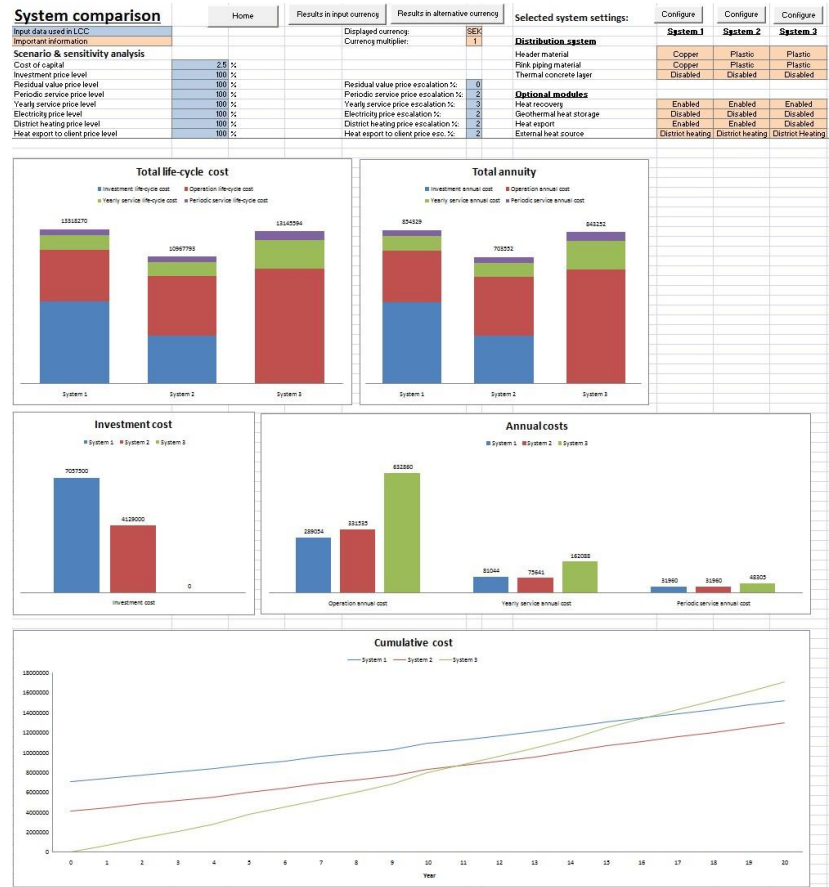 System comparison
Home
Results in input currency
Results in alternative currency
Selected system settings:
Configure
Configure
Configure
Input data used in LCC
Displayed currency:
SEK
System 1
System 2
System 3
Important information
Currency multiplier:
1
Distribution system
Scenario & sensitivity analysis
Header material
Copper
Plastic
Plastic
Cost of capital
2.5 %
Rink piping material
Copper
Plastic
Plastic
Investment price level
100 %
Thermal concrete layer
Disabled
Disabled
Disabled
Residual value price level
100 %
Residual value price escalation %:
0
Periodic service price level
100 %
Periodic service price escalation %:
2
Optional modules
Yearly service price level
100 %
Yearly service price escalation %:
3
Heat recovery
Enabled
Enabled
Enabled
Electricity price level
100 %
Electricity price escalation %:
2
Geothermal heat storage
Disabled
Disabled
Disabled
District heating price level
100 %
District heating price escalation %:
2
Heat export
Enabled
Enabled
Disabled
Heat export to client price level
100 %
Heat export to client price esc. %:
2
External heat source
District heating
District heating
District Heating
Total life-cycle cost
Investment life-cycle cost
Operation life-cycle cost
Yearly service life-cycle cost
Periodic service life-cycle cost
13318270
10967793
13145594
System 1
System 2
System 3
Total annuity
Investment annual cost
Operation annual cost
Yearly service annual cost
Periodic service annual cost
854329
703552
843252
System 1
System 2
System 3
Investment cost
System 1
System 2
System 3
7057500
4129000
0
Investment cost
Annual costs
System 1
System 2
System 3
289054
331535
632860
81044
75641
162088
31960
31960
48305
Operation annual cost
Yearly service annual cost
Periodic service annual cost
Cumulative cost
System 1
System 2
System 3
18000000
16000000
14000000
12000000
10000000
8000000
6000000
4000000
2000000
0
0 1 2 3 4 5 6 7 8 9 10 11 12 13 14 15 16 17 18 19 20
Year